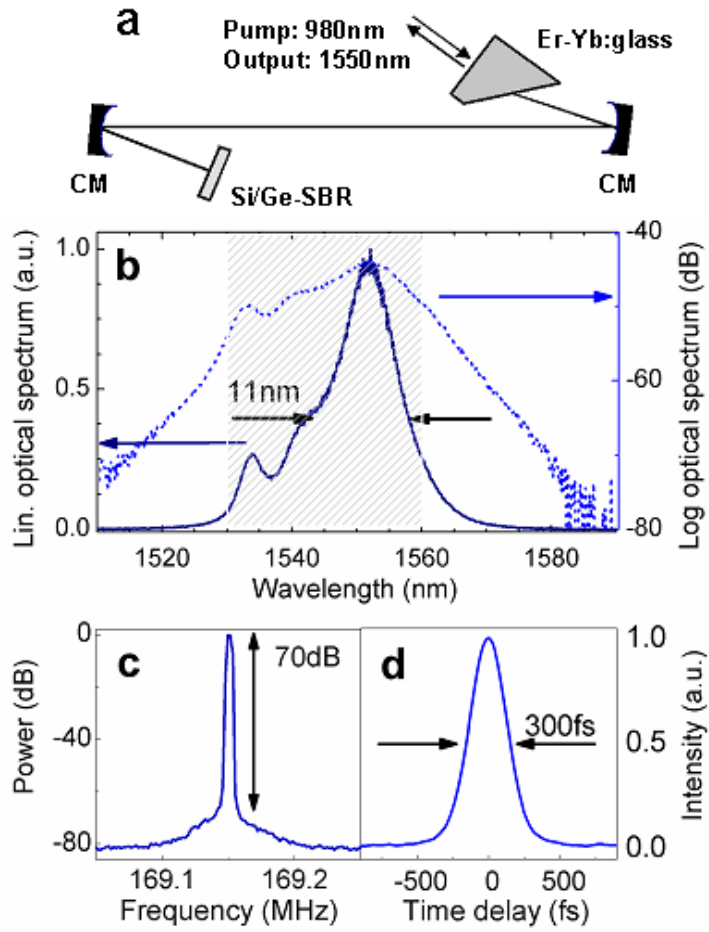 a
Pump: 980nm
Output: 1550nm
Er-Yb:glass
CM
Si/Ge-SBR
CM
b
Lin. optical spectrum (a.u.)
1.0
0.5
0.0
11nm
-40
-60
-80
Log optical spectrum (dB)
1520
1540
1560
1580
Wavelength (nm)
c
Power (dB)
0
-40
-80
70dB
169.1
169.2
Frequency (MHz)
d
300fs
1.0
0.5
0.0
Intensity (a.u.)
-500
0
500
Time delay (fs)